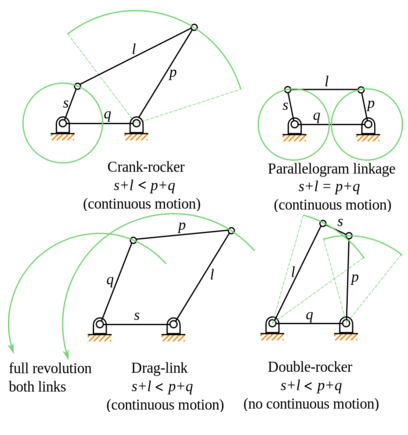 l
p
s
q
Crank-rocker
s+l < p+q
(continuous motion)
l
s
p
q
Parallelogram linkage
s+l = p+q
(continuous motion)
p
q
l
s
full revolution
both links
Drag-link
s+l < p+q
(continuous motion)
s
l
p
q
Double-rocker
s+l < p+q
(no continuous motion)